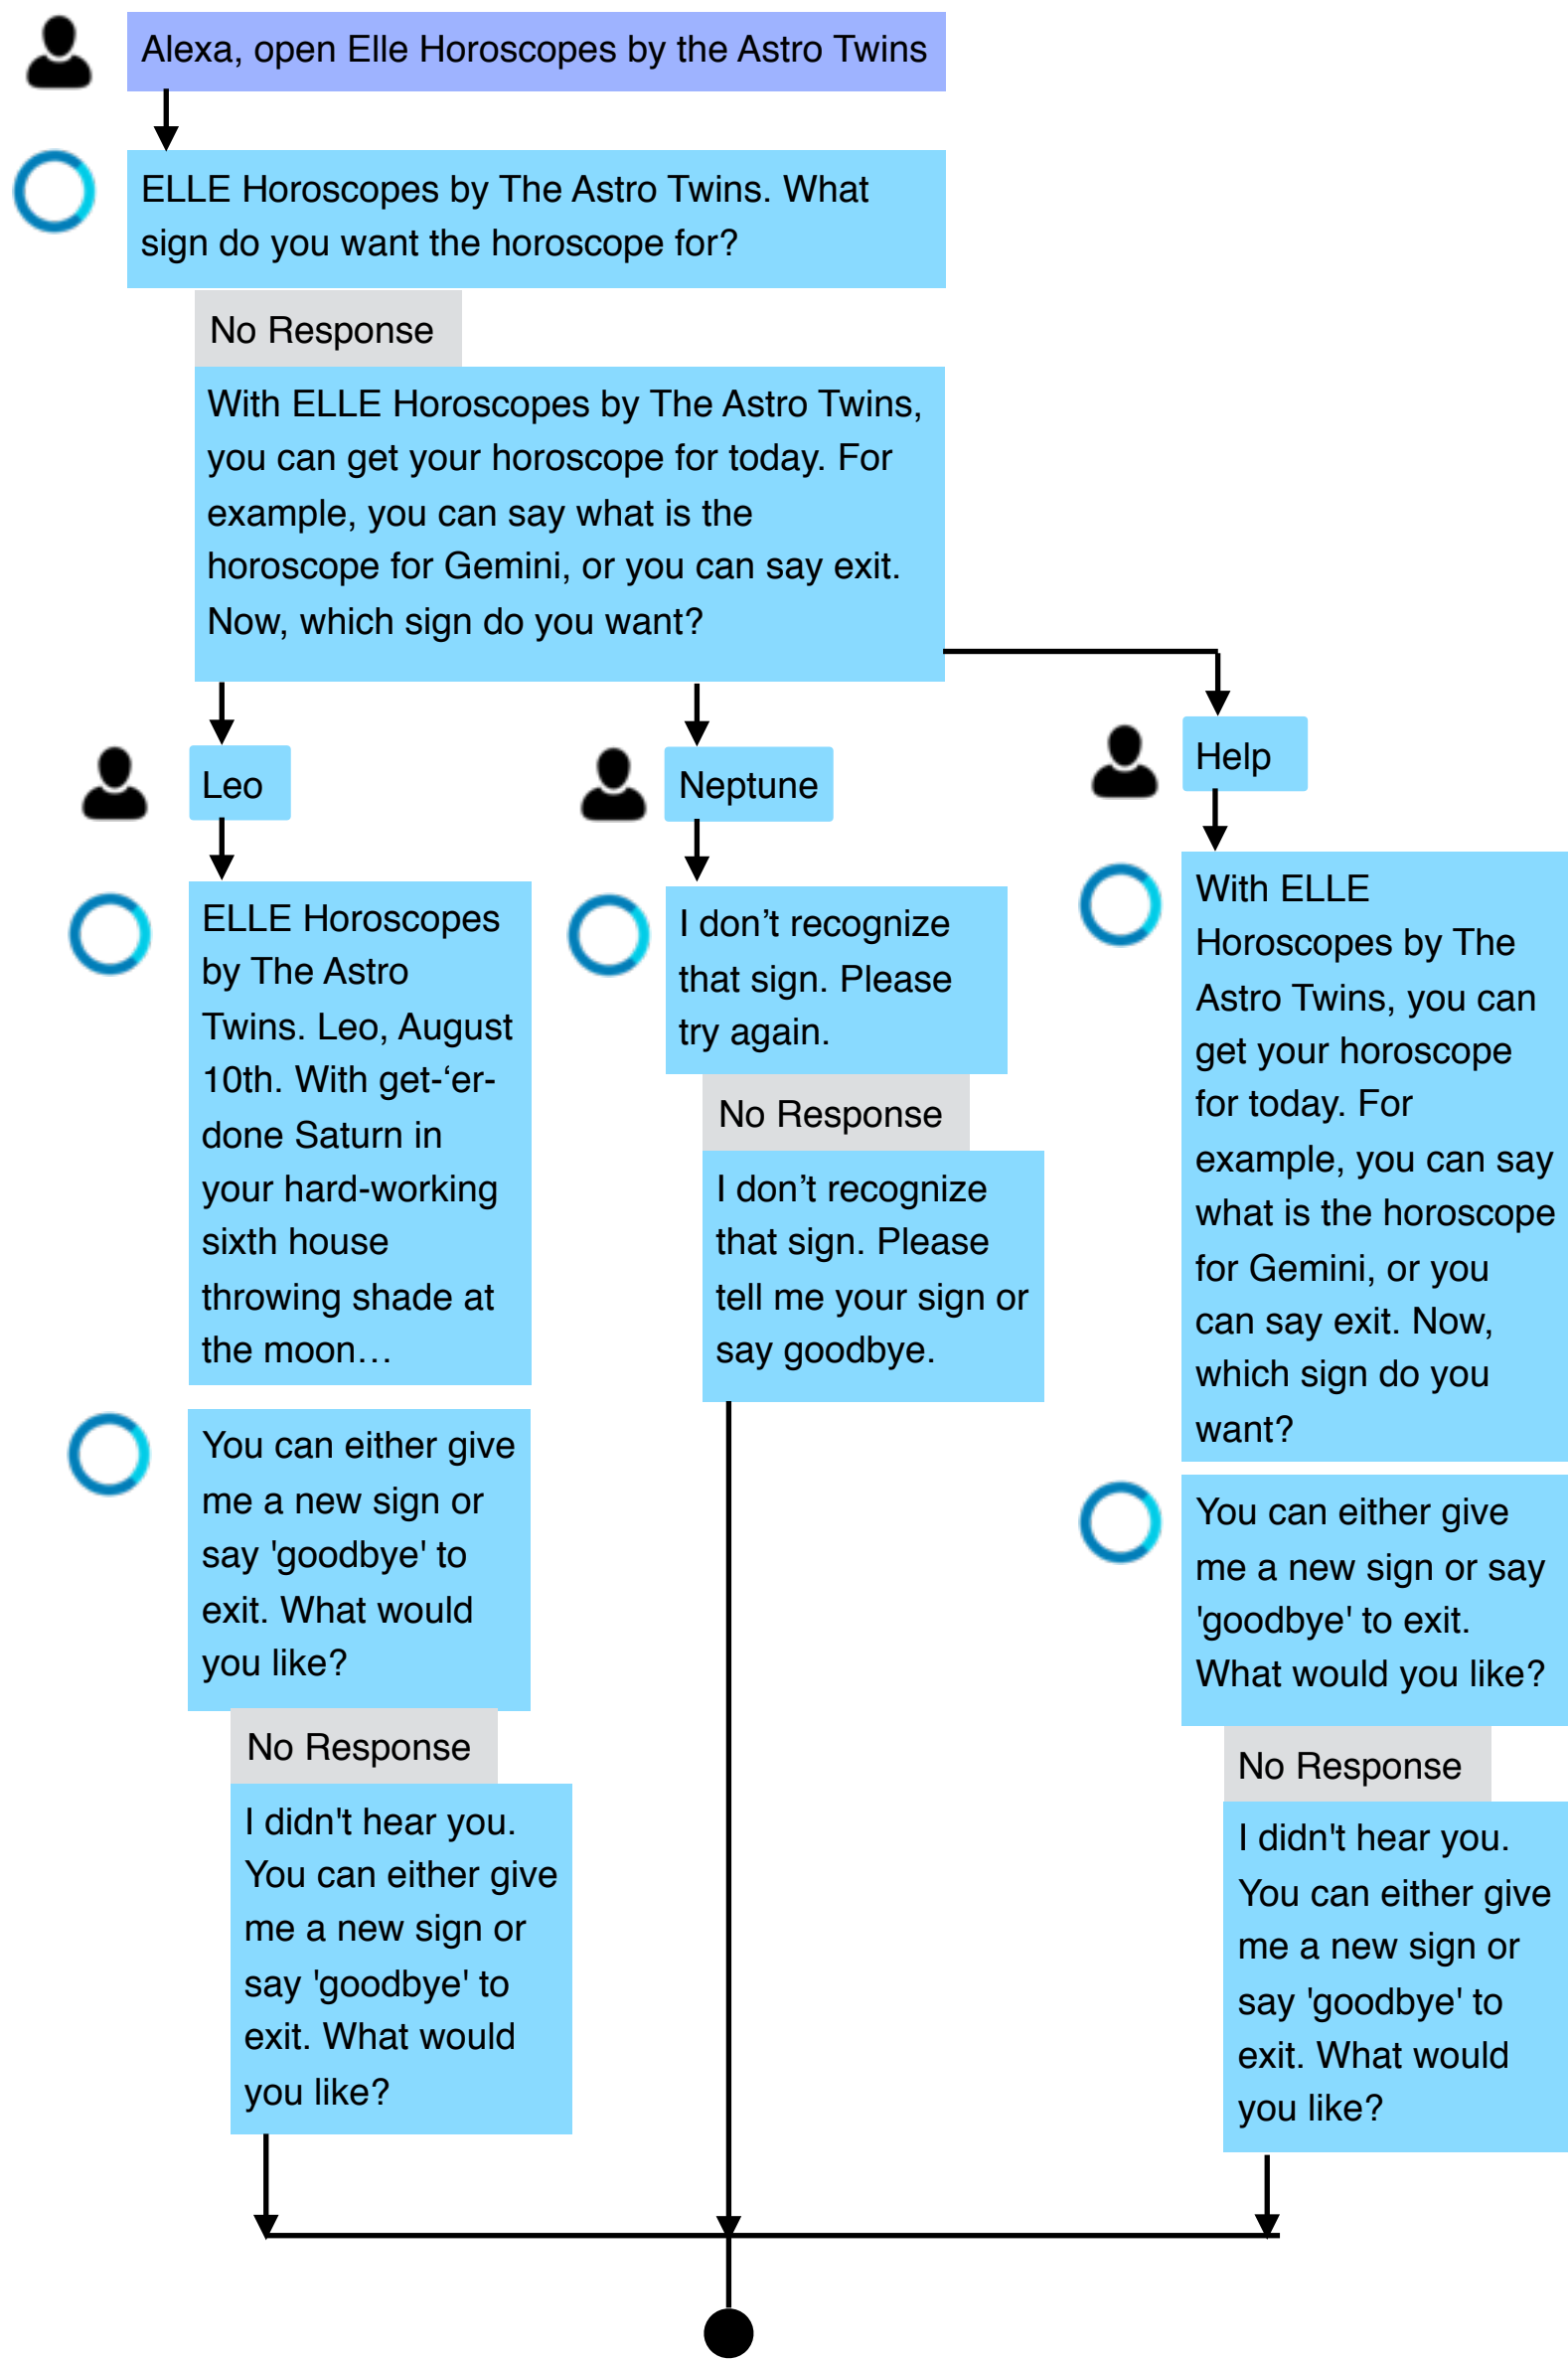 Alexa, open Elle Horoscopes by the Astro Twins
ELLE Horoscopes by The Astro Twins. What
sign do you want the horoscope for?
No Response
With ELLE Horoscopes by The Astro Twins,
you can get your horoscope for today. For
example, you can say what is the
horoscope for Gemini, or you can say exit.
Now, which sign do you want?
Leo
ELLE Horoscopes
by The Astro
Twins. Leo, August
10th. With get-‘er-
done Saturn in
your hard-working
sixth house
throwing shade at
the moon…
You can either give
me a new sign or
say 'goodbye' to
exit. What would
you like?
No Response
I didn't hear you.
You can either give
me a new sign or
say 'goodbye' to
exit. What would
you like?
Neptune
I don’t recognize
that sign. Please
try again.
No Response
I don’t recognize
that sign. Please
tell me your sign or
say goodbye.
Help
With ELLE
Horoscopes by The
Astro Twins, you can
get your horoscope
for today. For
example, you can say
what is the horoscope
for Gemini, or you
can say exit. Now,
which sign do you
want?
You can either give
me a new sign or say
'goodbye' to exit.
What would you like?
No Response
I didn't hear you.
You can either give
me a new sign or
say 'goodbye' to
exit. What would
you like?